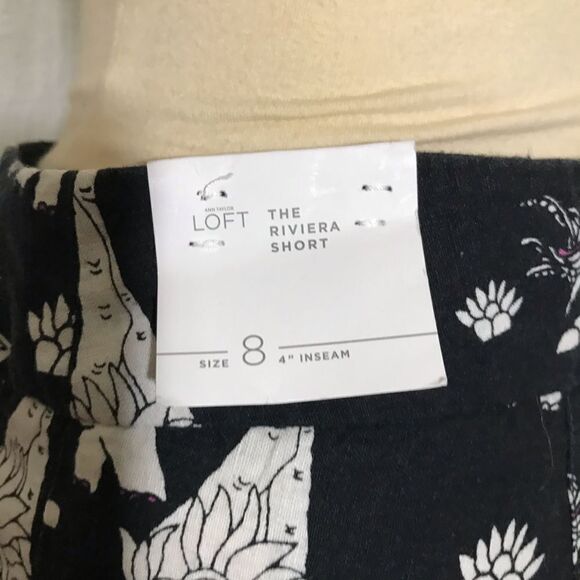 ANN TAYLOR
LOFT
THE
RIVIERA
SHORT
SIZE 8 4" INSEAM